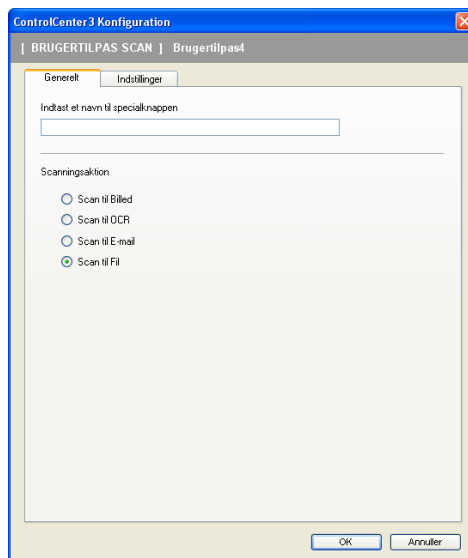 ControlCenter3 Konfiguration
[ BRUGERTILPAS SCAN ] Brugertilpas4
Generelt Indstillinger
Indtast et navn til specialknappen
Scanningsaktion
Scan til Billed
Scan til OCR
Scan til E-mail
Scan til Fil
OK Annuller